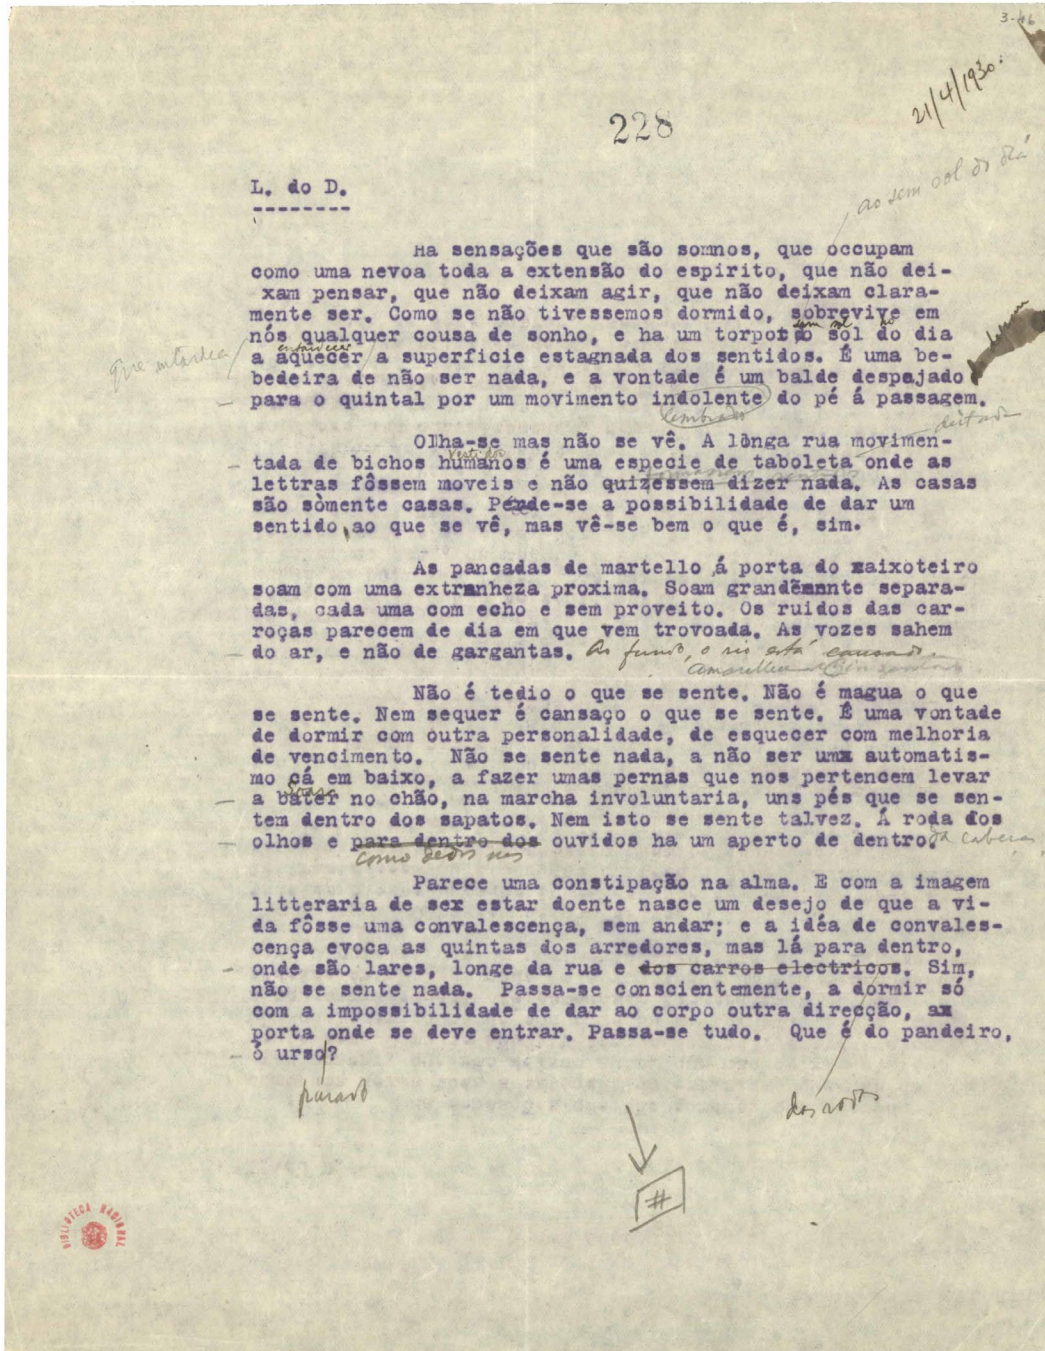 3-16
21/4/1930.
228
L. do D.
ao sem sol do dia
Ha sensações que são somnos, que occupam
como uma nevoa toda a extensão do espirito, que não dei-
xam pensar, que não deixam agir, que não deixam clara-
mente ser. Como se não tivessemos dormido, sobrevive em
nós qualquer cousa de sonho, e ha um torpor do sol do dia
a aquecer a superficie estagnada dos sentidos. É uma be-
bedeira de não ser nada, e a vontade é um balde despejado
para o quintal por um movimento indolente do pé á passagem.
Olha-se mas não se vê. A longa rua movimen-
vestidos
tada de bichos humanos é uma especie de taboleta onde as
lettras fôssem moveis e não quizessem dizer nada. As casas
são sòmente casas. Pérde-se a possibilidade de dar um
sentido ao que se vê, mas vê-se bem o que é, sim.
As pancadas de martello á porta do caixoteiro
soam com uma extranheza proxima. Soam grandemente separa-
das, cada uma com echo e sem proveito. Os ruidos das car-
roças parecem de dia em que vem trovoada. As vozes sahem
do ar, e não de gargantas. Ao fundo, o rio está cansado.
Não é tedio o que se sente. Não é magua o que
se sente. Nem sequer é cansaço o que se sente. É uma vontade
de dormir com outra personalidade, de esquecer com melhoria
de vencimento. Não se sente nada, a não ser um automatis-
mo cá em baixo, a fazer umas pernas que nos pertencem levar
a bater no chão, na marcha involuntaria, uns pés que se sen-
tem dentro dos sapatos. Nem isto se sente talvez. Á roda dos
olhos e para dentro dos ouvidos ha um aperto de dentro. da cabeça
como dedos nos
Parece uma constipação na alma. E com a imagem
litteraria de se estar doente nasce um desejo de que a vi-
da fôsse uma convalescença, sem andar; e a idéa de convales-
cença evoca as quintas dos arredores, mas lá para dentro,
onde são lares, longe da rua e dos carros electricos. Sim,
não se sente nada. Passa-se conscientemente, a dormir só
com a impossibilidade de dar ao corpo outra direcção, a
porta onde se deve entrar. Passa-se tudo. Que é do pandeiro,
ó urso?
parado
das rodas
#
BIBLIOTECA NACIONAL